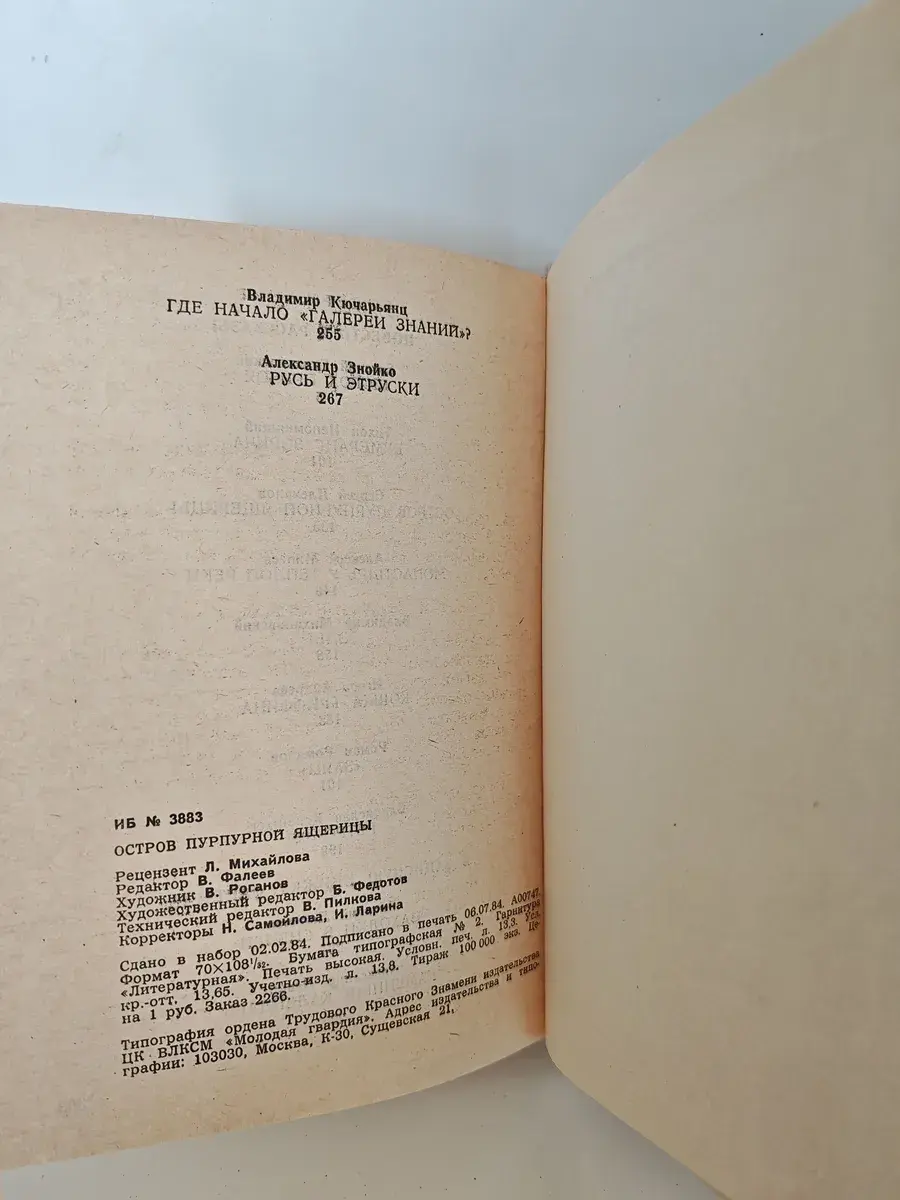 Владимир Кючарьянц
ГДЕ НАЧАЛО «ГАЛЕРЕИ ЗНАНИЙ»?
255
Александр Знойко
РУСЬ И ЭТРУСКИ
267
ИБ № 3883
ОСТРОВ ПУРПУРНОЙ ЯЩЕРИЦЫ
Рецензент Л. Михайлова
Редактор В. Фалеев
Художник В. Роганов
Художественный редактор Б. Федотов
Технический редактор В. Пилкова
Корректоры Н. Самойлова, И. Ларина
Сдано в набор 02.02.84. Подписано в печать 06.07.84. А00747.
Формат 70×108¹/₃₂. Бумага типографская № 2. Гарнитура
«Литературная». Печать высокая. Условн. печ. л. 13,3. Усл.
кр.-отт. 13,65. Учетно-изд. л. 13,8. Тираж 100 000 экз. Це-
на 1 руб. Заказ 2266.
Типография ордена Трудового Красного Знамени издательства
ЦК ВЛКСМ «Молодая гвардия». Адрес издательства и типо-
графии: 103030, Москва, К-30, Сущевская 21.